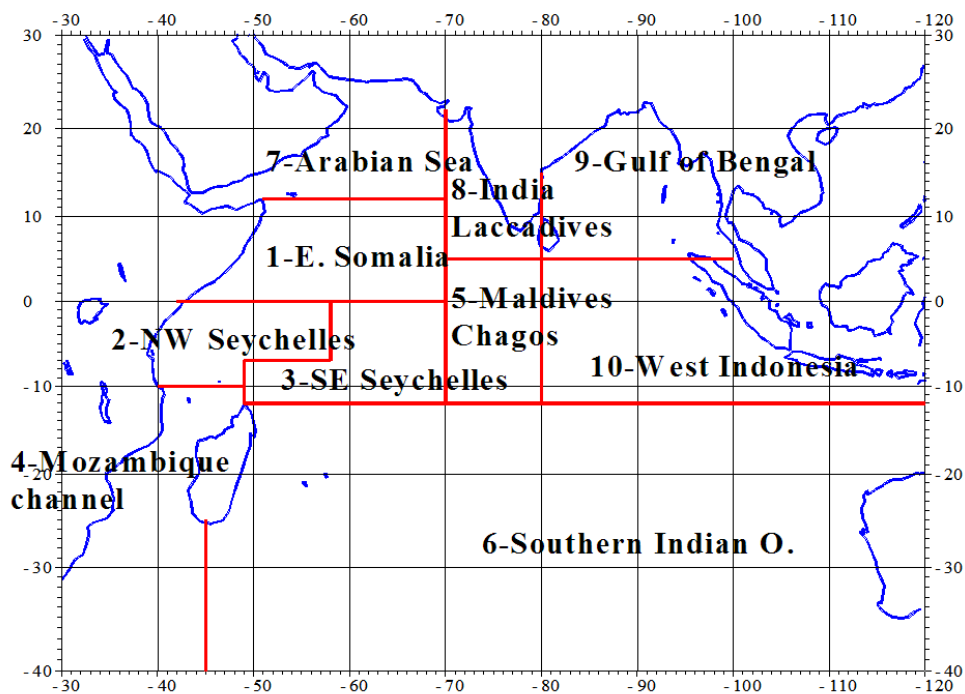 -30 -40 -50 -60 -70 -80 -90 -100 -110 -120
30 30
20 20
7-Arabian Sea 9-Gulf of Bengal
8-India
Laccadives
10 10
1-E. Somalia
0 0
5-Maldives
Chagos
2-NW Seychelles
3-SE Seychelles 10-West Indonesia
-10 -10
4-Mozambique
channel
-20 -20
6-Southern Indian O.
-30 -30
-40 -40
-30 -40 -50 -60 -70 -80 -90 -100 -110 -120